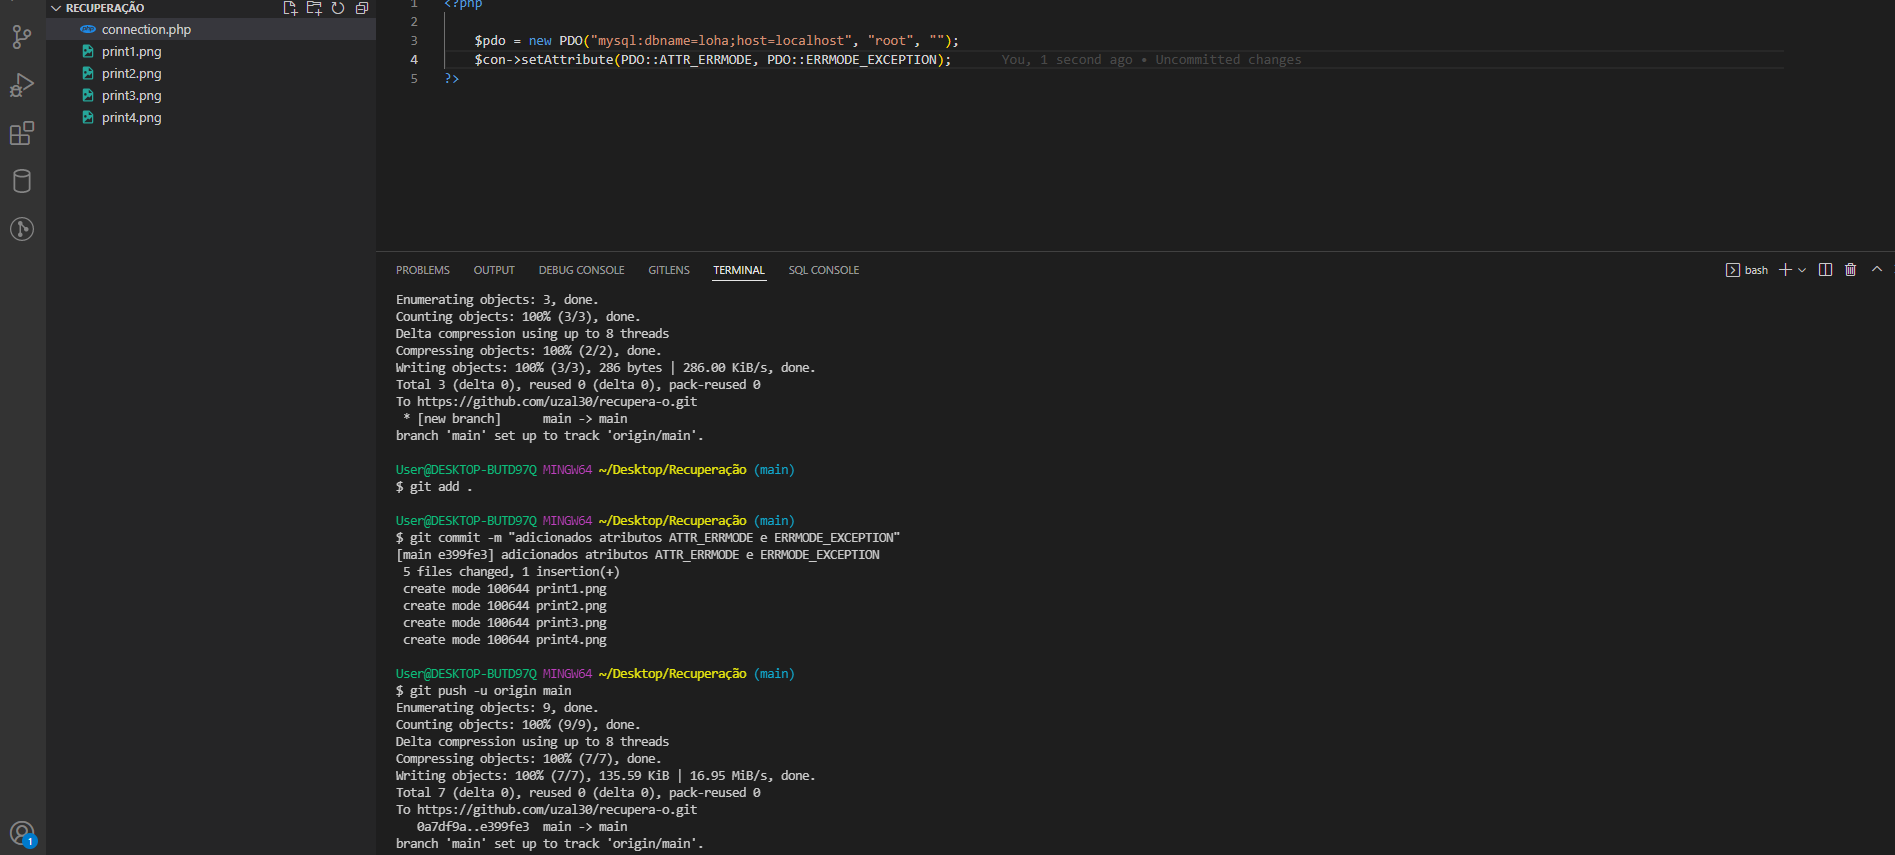 RECUPERAÇÃO
php connection.php
print1.png
print2.png
print3.png
print4.png
1 <?php
2
3 $pdo = new PDO("mysql:dbname=loha;host=localhost", "root", "");
4 $con->setAttribute(PDO::ATTR_ERRMODE, PDO::ERRMODE_EXCEPTION); You, 1 second ago • Uncommitted changes
5 ?>
PROBLEMS OUTPUT DEBUG CONSOLE GITLENS TERMINAL SQL CONSOLE bash
Enumerating objects: 3, done.
Counting objects: 100% (3/3), done.
Delta compression using up to 8 threads
Compressing objects: 100% (2/2), done.
Writing objects: 100% (3/3), 286 bytes | 286.00 KiB/s, done.
Total 3 (delta 0), reused 0 (delta 0), pack-reused 0
To https://github.com/uzal30/recupera-o.git
* [new branch] main -> main
branch 'main' set up to track 'origin/main'.
User@DESKTOP-BUTD97Q MINGW64 ~/Desktop/Recuperação (main)
$ git add .
User@DESKTOP-BUTD97Q MINGW64 ~/Desktop/Recuperação (main)
$ git commit -m "adicionados atributos ATTR_ERRMODE e ERRMODE_EXCEPTION"
[main e399fe3] adicionados atributos ATTR_ERRMODE e ERRMODE_EXCEPTION
5 files changed, 1 insertion(+)
create mode 100644 print1.png
create mode 100644 print2.png
create mode 100644 print3.png
create mode 100644 print4.png
User@DESKTOP-BUTD97Q MINGW64 ~/Desktop/Recuperação (main)
$ git push -u origin main
Enumerating objects: 9, done.
Counting objects: 100% (9/9), done.
Delta compression using up to 8 threads
Compressing objects: 100% (7/7), done.
Writing objects: 100% (7/7), 135.59 KiB | 16.95 MiB/s, done.
Total 7 (delta 0), reused 0 (delta 0), pack-reused 0
To https://github.com/uzal30/recupera-o.git
0a7df9a..e399fe3 main -> main
branch 'main' set up to track 'origin/main'.
1